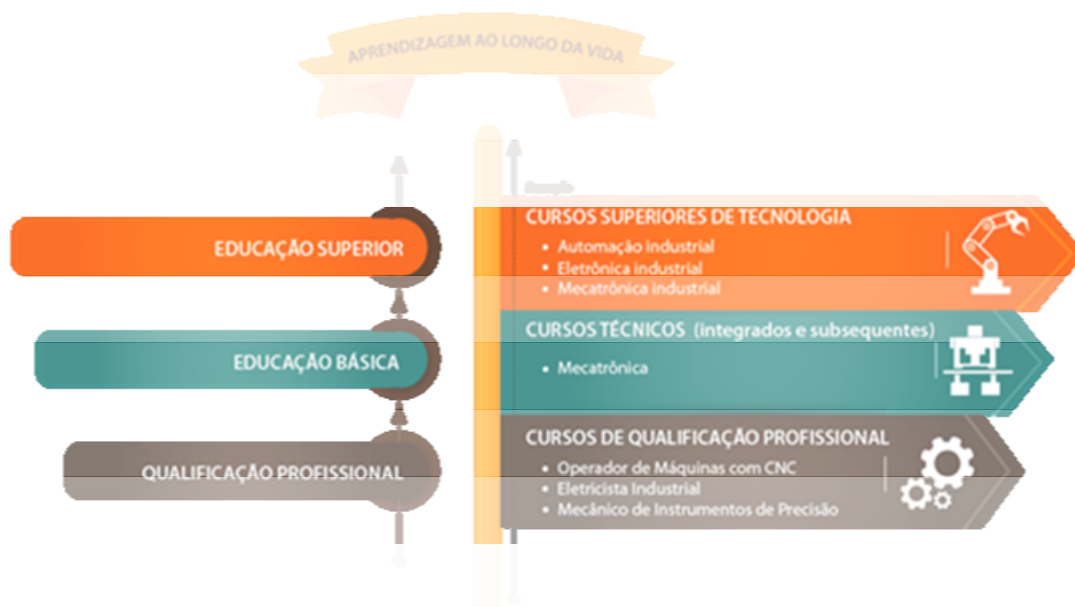 APRENDIZAGEM AO LONGO DA VIDA
EDUCAÇÃO SUPERIOR
CURSOS SUPERIORES DE TECNOLOGIA
• Automação industrial
• Eletrônica industrial
• Mecatrônica industrial
EDUCAÇÃO BÁSICA
CURSOS TÉCNICOS (integrados e subsequentes)
• Mecatrônica
QUALIFICAÇÃO PROFISSIONAL
CURSOS DE QUALIFICAÇÃO PROFISSIONAL
• Operador de Máquinas com CNC
• Eletricista Industrial
• Mecânico de Instrumentos de Precisão